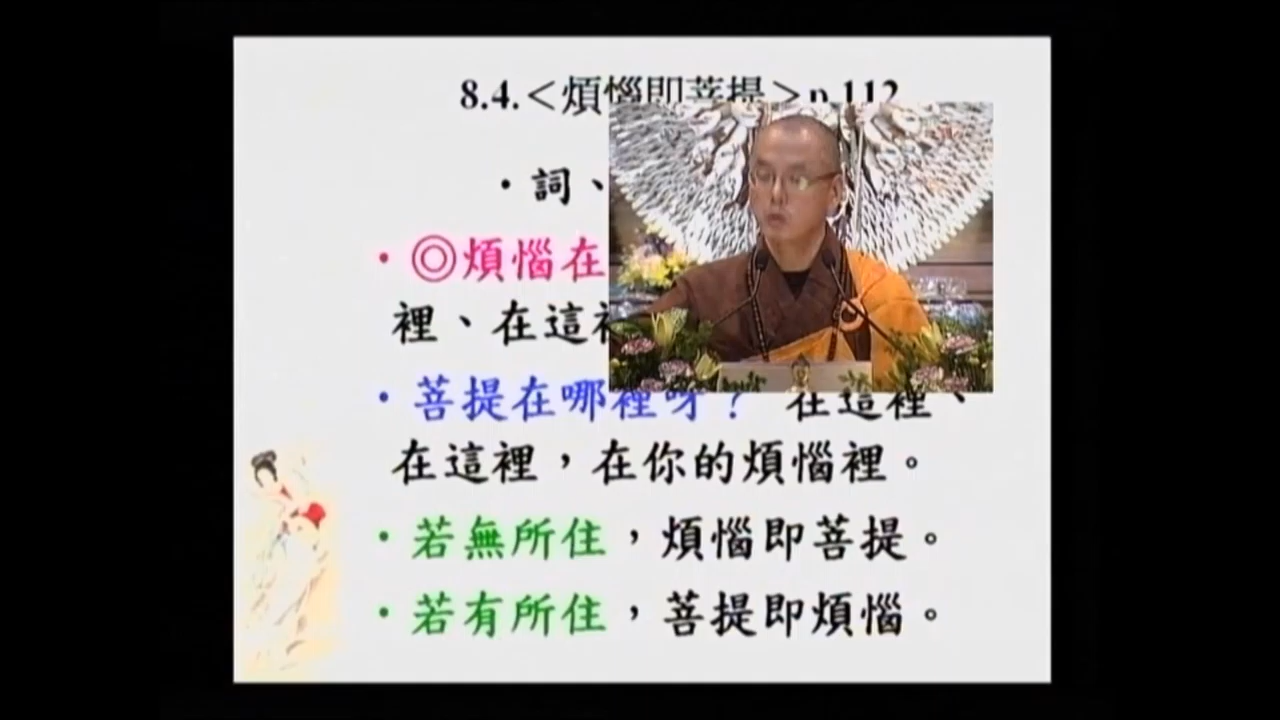 8.4.＜煩惱即菩提＞p.112
・詞、
・◎煩惱在
裡、在這裡
・菩提在哪裡呀？ 在這裡、
在這裡，在你的煩惱裡。
・若無所住，煩惱即菩提。
・若有所住，菩提即煩惱。